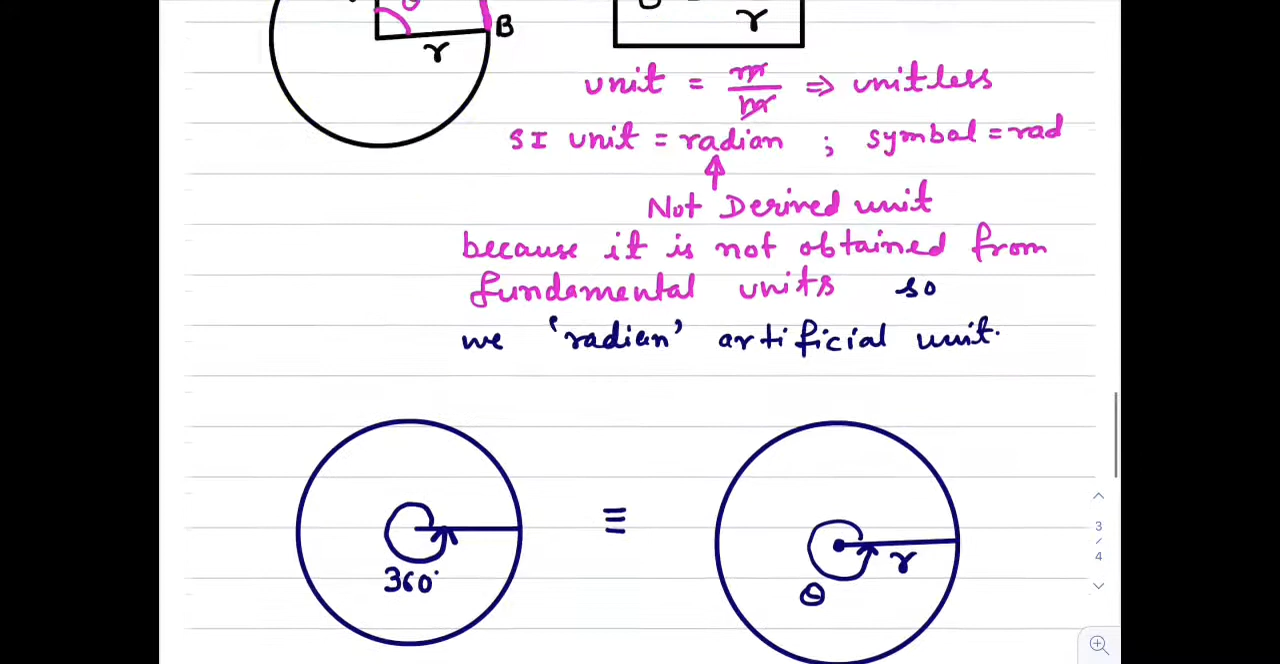 θ
B
r
r
unit = m/m ⇒ unitless
SI unit = radian ; symbol = rad
Not Derived unit
because it is not obtained from
fundamental units so
we 'radian' artificial unit.
360°
≡
r
θ
3
/
4